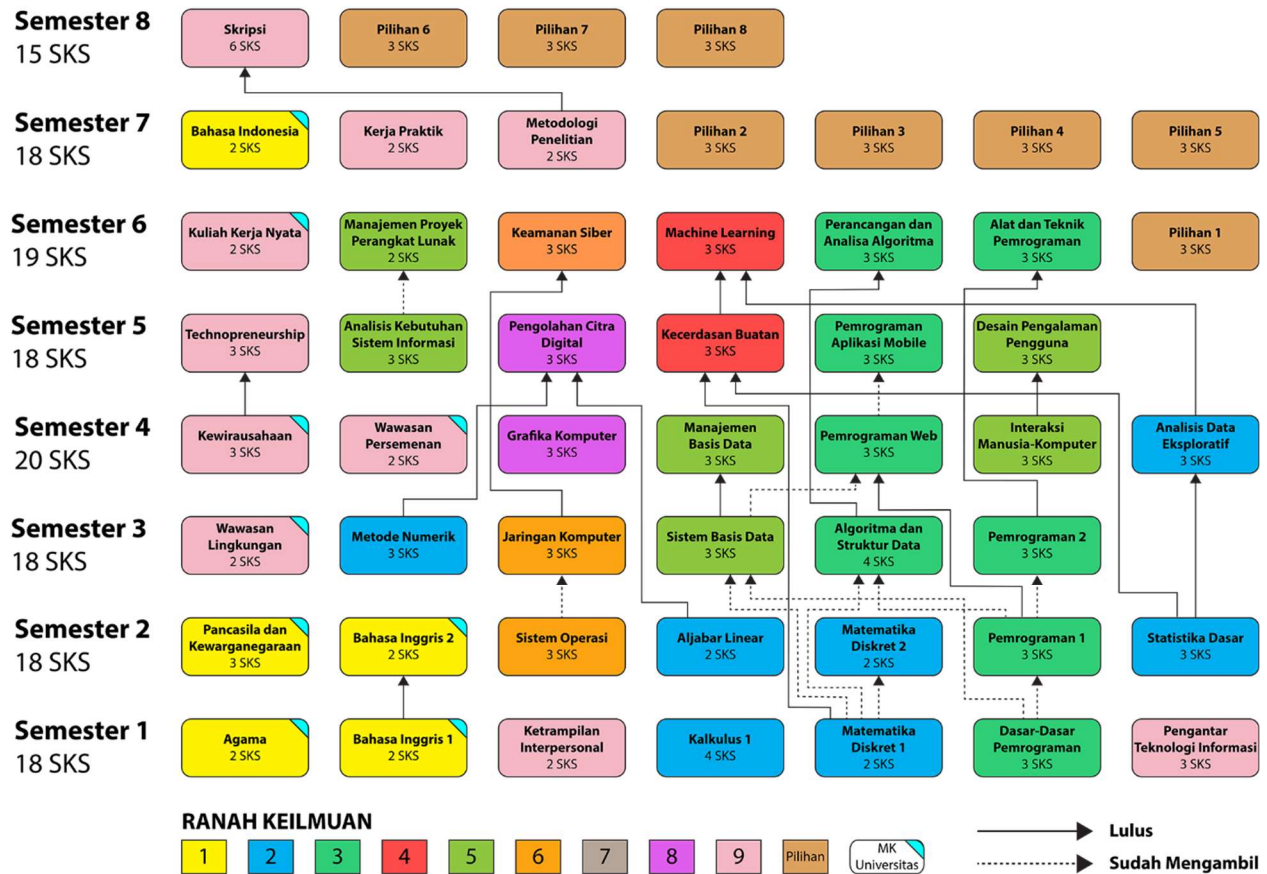 Semester 8
15 SKS
Skripsi
6 SKS
Pilihan 6
3 SKS
Pilihan 7
3 SKS
Pilihan 8
3 SKS
Semester 7
18 SKS
Bahasa Indonesia
2 SKS
Kerja Praktik
2 SKS
Metodologi
Penelitian
2 SKS
Pilihan 2
3 SKS
Pilihan 3
3 SKS
Pilihan 4
3 SKS
Pilihan 5
3 SKS
Semester 6
19 SKS
Kuliah Kerja Nyata
2 SKS
Manajemen Proyek
Perangkat Lunak
2 SKS
Keamanan Siber
3 SKS
Machine Learning
3 SKS
Perancangan dan
Analisa Algoritma
3 SKS
Alat dan Teknik
Pemrograman
3 SKS
Pilihan 1
3 SKS
Semester 5
18 SKS
Technopreneurship
3 SKS
Analisis Kebutuhan
Sistem Informasi
3 SKS
Pengolahan Citra
Digital
3 SKS
Kecerdasan Buatan
3 SKS
Pemrograman
Aplikasi Mobile
3 SKS
Desain Pengalaman
Pengguna
3 SKS
Semester 4
20 SKS
Kewirausahaan
3 SKS
Wawasan
Persemenan
2 SKS
Grafika Komputer
3 SKS
Manajemen
Basis Data
3 SKS
Pemrograman Web
3 SKS
Interaksi
Manusia-Komputer
3 SKS
Analisis Data
Eksploratif
3 SKS
Semester 3
18 SKS
Wawasan
Lingkungan
2 SKS
Metode Numerik
3 SKS
Jaringan Komputer
3 SKS
Sistem Basis Data
3 SKS
Algoritma dan
Struktur Data
4 SKS
Pemrograman 2
3 SKS
Semester 2
18 SKS
Pancasila dan
Kewarganegaraan
3 SKS
Bahasa Inggris 2
2 SKS
Sistem Operasi
3 SKS
Aljabar Linear
2 SKS
Matematika
Diskret 2
2 SKS
Pemrograman 1
3 SKS
Statistika Dasar
3 SKS
Semester 1
18 SKS
Agama
2 SKS
Bahasa Inggris 1
2 SKS
Ketrampilan
Interpersonal
2 SKS
Kalkulus 1
4 SKS
Matematika
Diskret 1
2 SKS
Dasar-Dasar
Pemrograman
3 SKS
Pengantar
Teknologi Informasi
3 SKS
RANAH KEILMUAN
1
2
3
4
5
6
7
8
9
Pilihan
MK
Universitas
Lulus
Sudah Mengambil